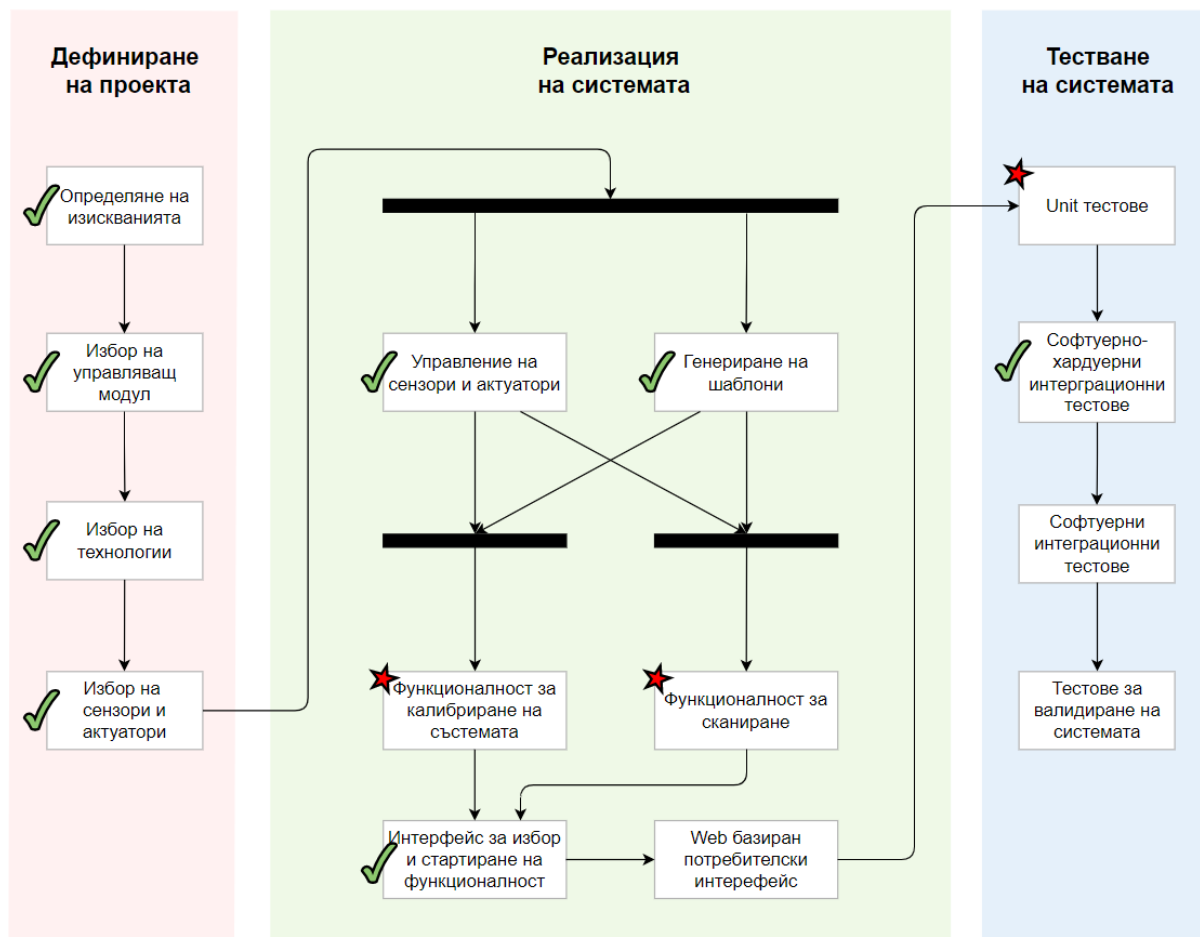 Дефиниране
на проекта
Определяне на
изискванията
Избор на
управляващ
модул
Избор на
технологии
Избор на
сензори и
актуатори
Реализация
на системата
Управление на
сензори и актуатори
Генериране на
шаблони
Функционалност за
калибриране на
състемата
Функционалност за
сканиране
Интерфейс за избор
и стартиране на
функционалност
Web базиран
потребителски
интерефейс
Тестване
на системата
Unit тестове
Софтуерно-
хардуерни
интерграционни
тестове
Софтуерни
интеграционни
тестове
Тестове за
валидиране на
системата